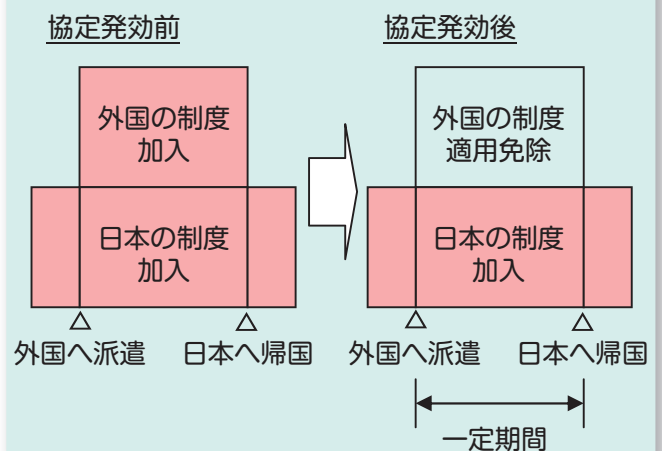 協定発効前
外国の制度
加入
日本の制度
加入
外国へ派遣
日本へ帰国
協定発効後
外国の制度
適用免除
日本の制度
加入
外国へ派遣
日本へ帰国
一定期間